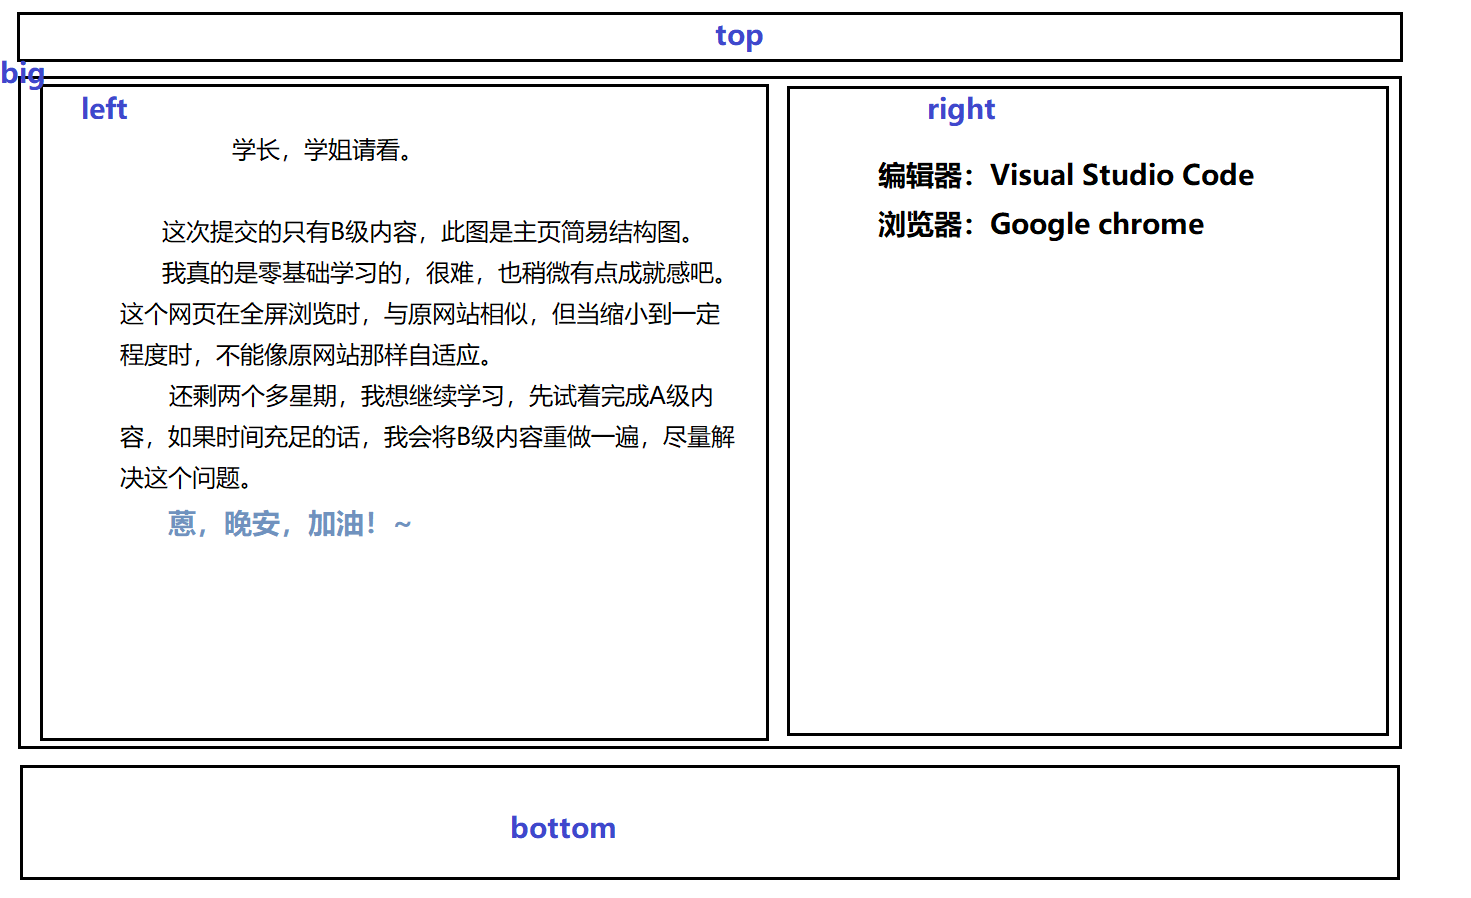 top
big
left
学长，学姐请看。
这次提交的只有B级内容，此图是主页简易结构图。
我真的是零基础学习的，很难，也稍微有点成就感吧。
这个网页在全屏浏览时，与原网站相似，但当缩小到一定
程度时，不能像原网站那样自适应。
还剩两个多星期，我想继续学习，先试着完成A级内
容，如果时间充足的话，我会将B级内容重做一遍，尽量解
决这个问题。
蒽，晚安，加油！~
right
编辑器：Visual Studio Code
浏览器：Google chrome
bottom